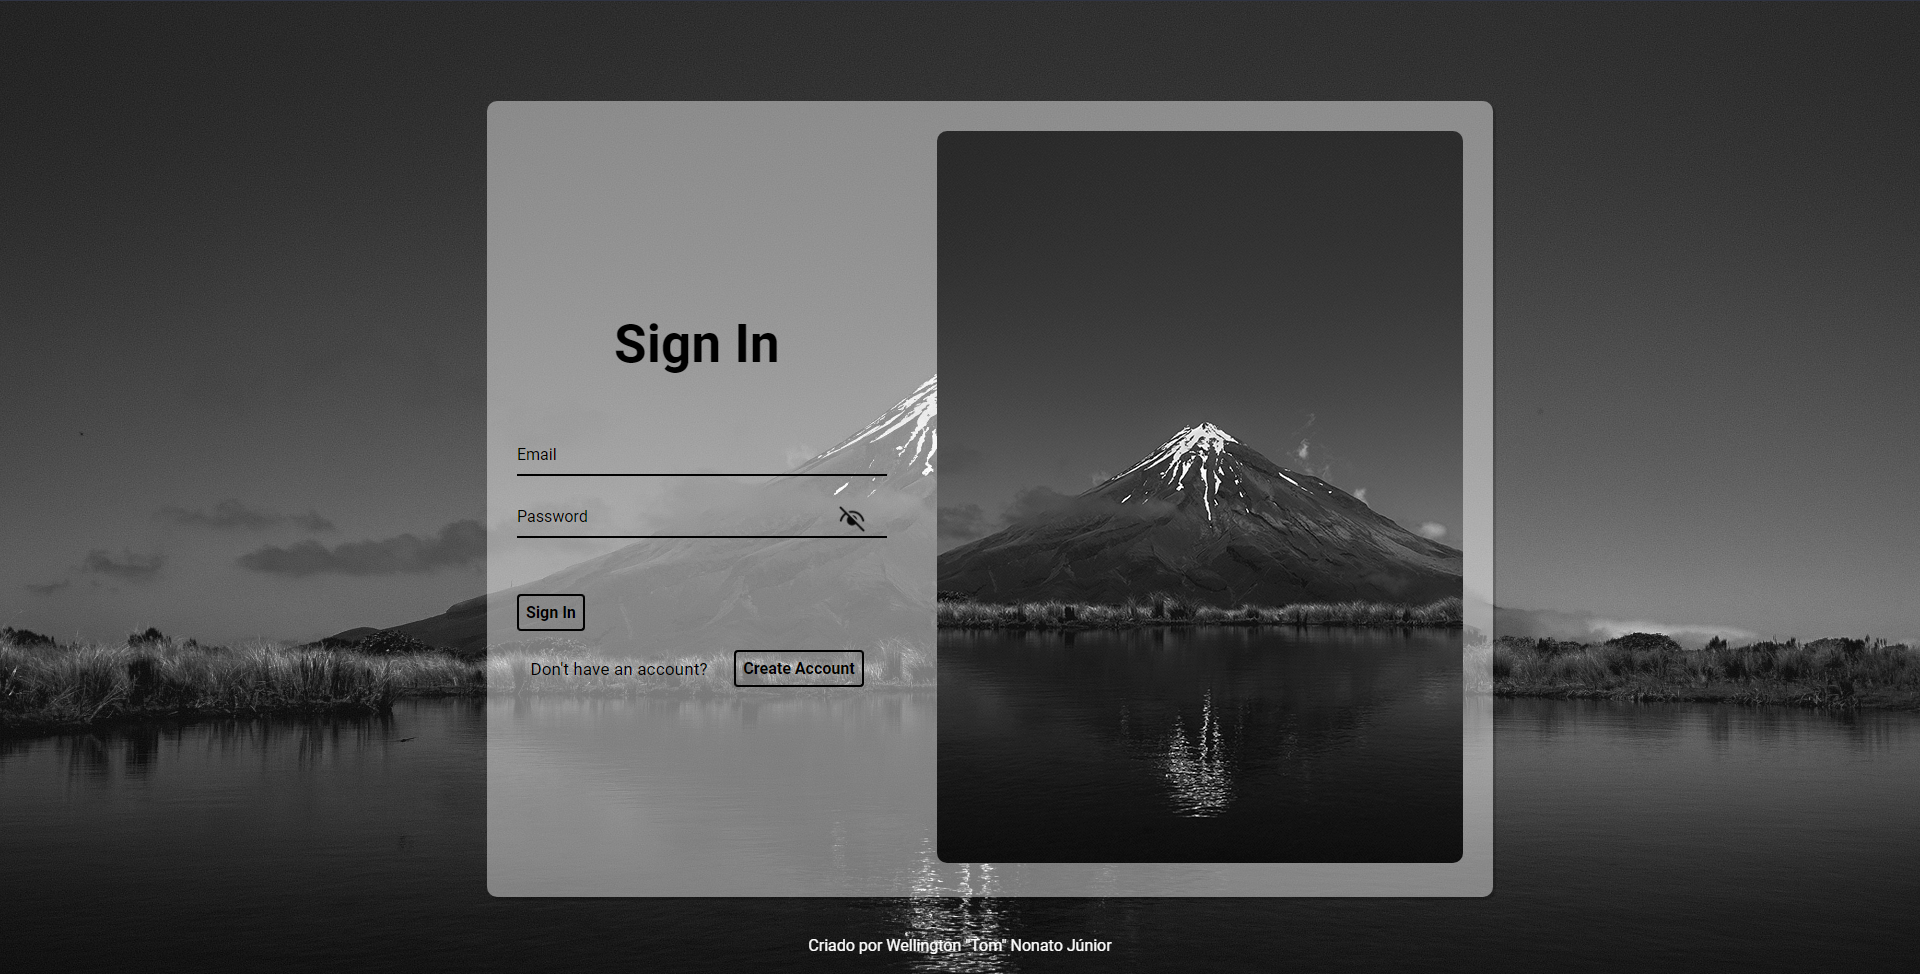 Sign In
Email
Password
Sign In
Don't have an account? Create Account
Criado por Wellington "Tom" Nonato Júnior